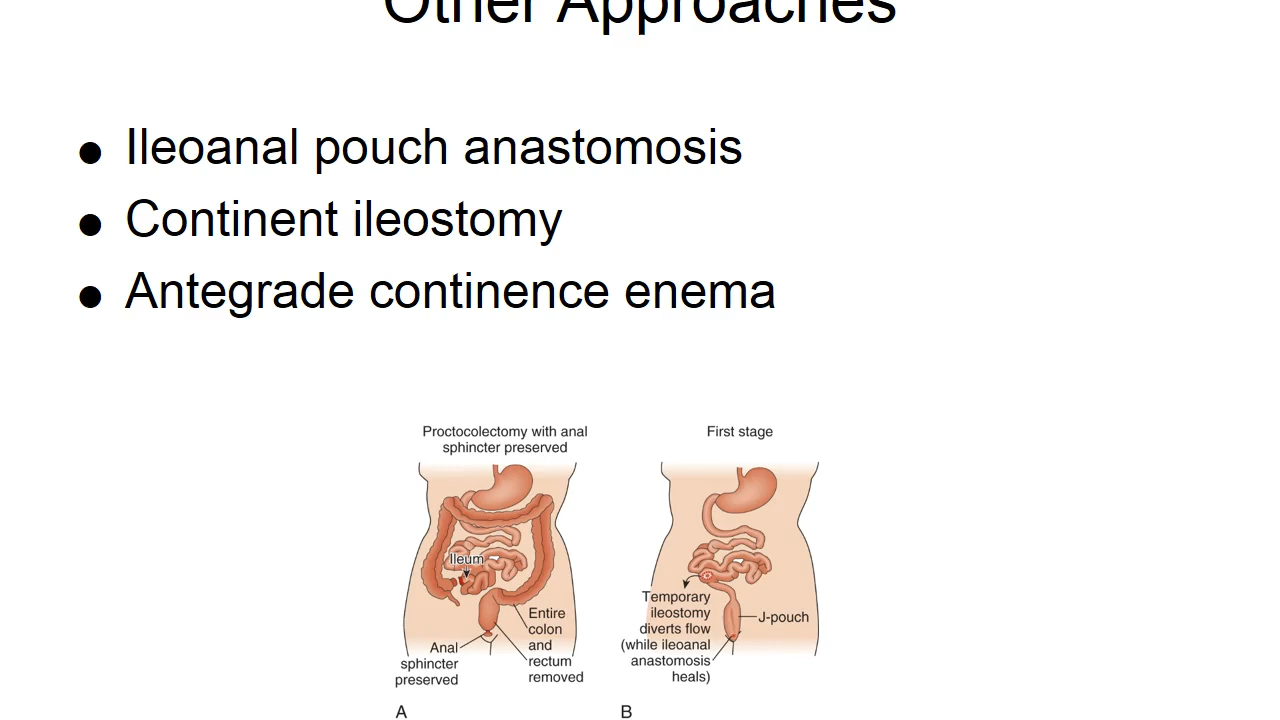 Other Approaches
● Ileoanal pouch anastomosis
● Continent ileostomy
● Antegrade continence enema
Proctocolectomy with anal
sphincter preserved
Ileum
Entire
colon
and
rectum
removed
Anal
sphincter
preserved
A
First stage
Temporary
ileostomy
diverts flow
(while ileoanal
anastomosis
heals)
J-pouch
B